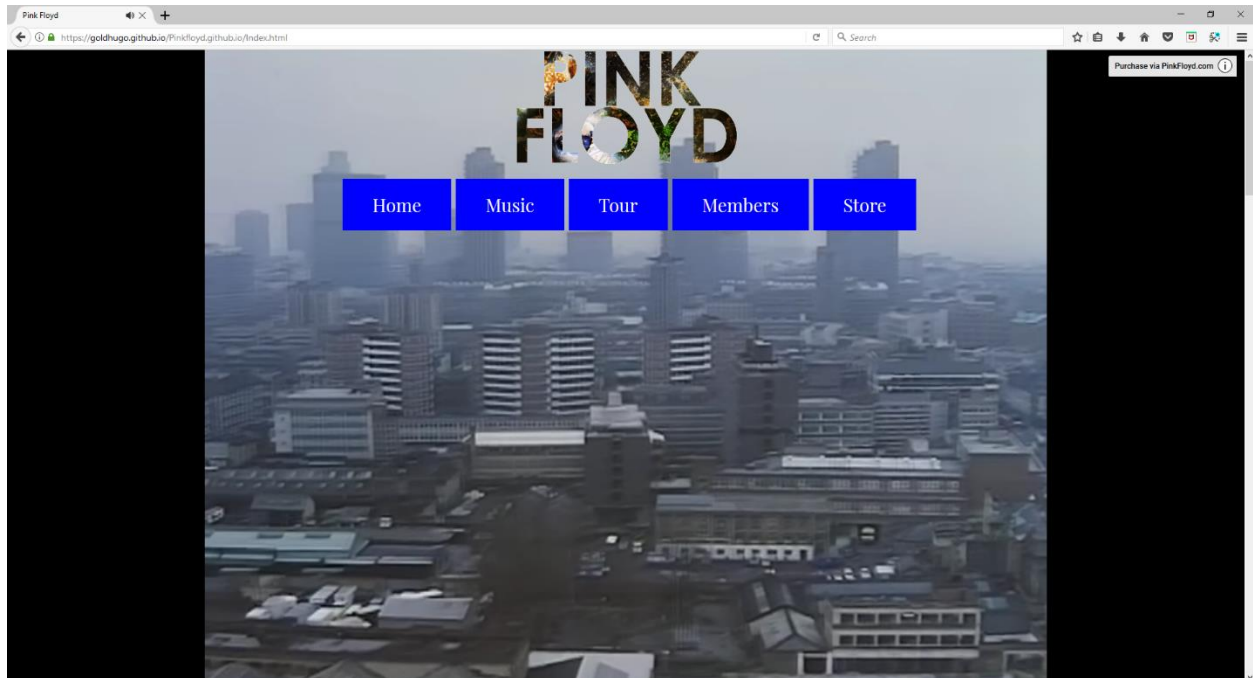 Pink Floyd
https://goldhugo.github.io/Pinkfloyd.github.io/Index.html
Search
Purchase via PinkFloyd.com
PINK
FLOYD
Home Music Tour Members Store